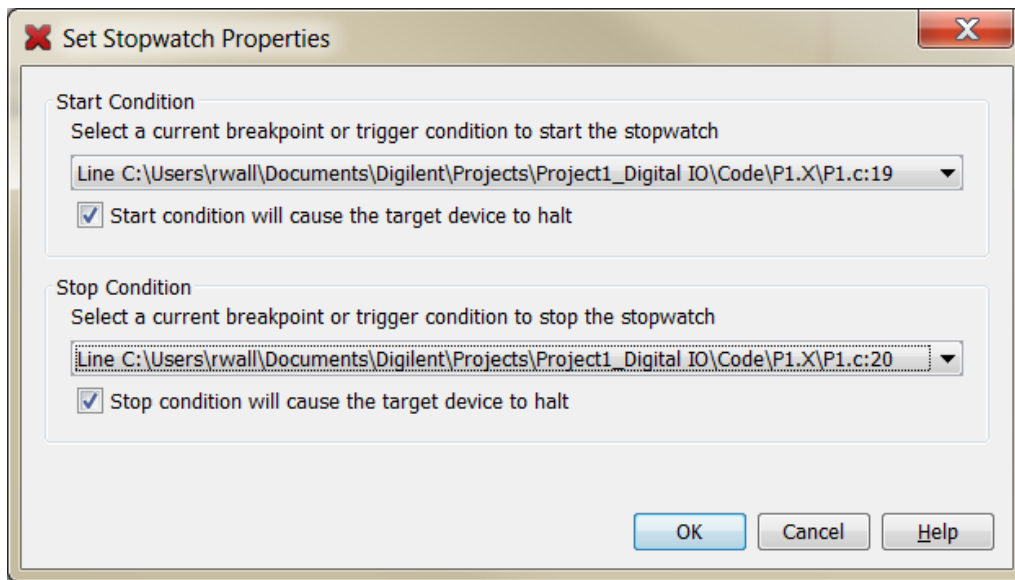 Set Stopwatch Properties
Start Condition
Select a current breakpoint or trigger condition to start the stopwatch
Line C:\Users\rwall\Documents\Digilent\Projects\Project1_Digital IO\Code\P1.X\P1.c:19
Start condition will cause the target device to halt
Stop Condition
Select a current breakpoint or trigger condition to stop the stopwatch
Line C:\Users\rwall\Documents\Digilent\Projects\Project1_Digital IO\Code\P1.X\P1.c:20
Stop condition will cause the target device to halt
OK Cancel Help